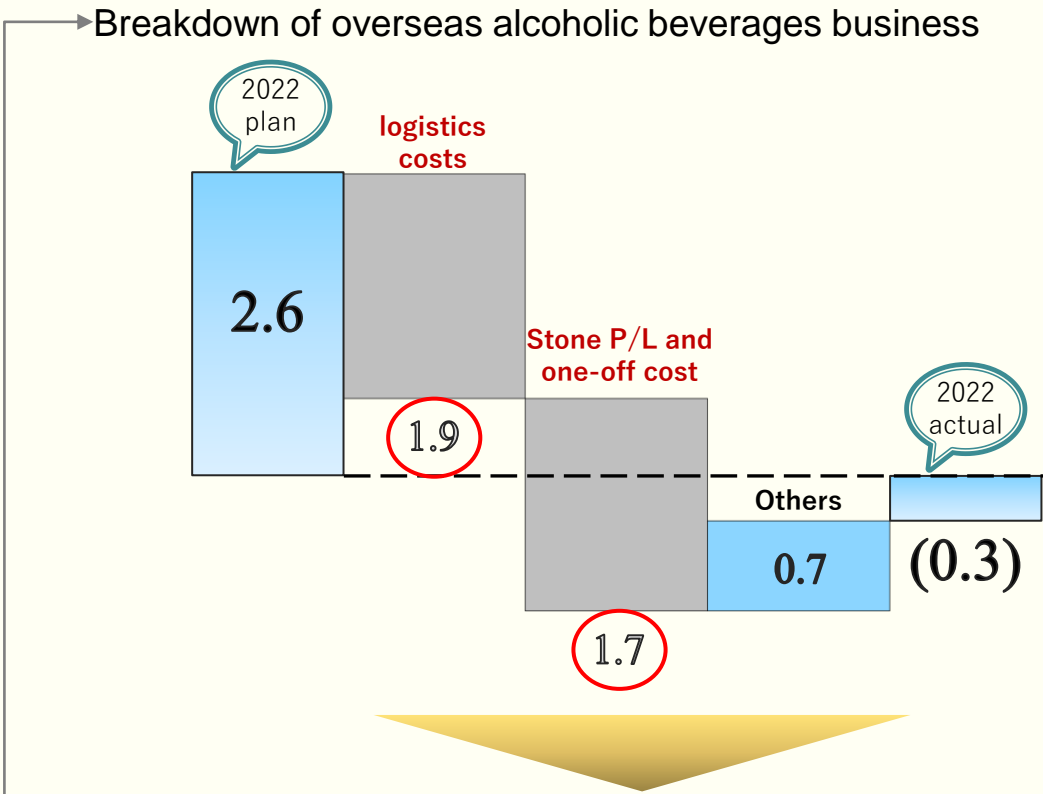 Breakdown of overseas alcoholic beverages business
2022
plan
logistics
costs
2.6
1.9
Stone P/L and
one-off cost
1.7
Others
0.7
2022
actual
(0.3)